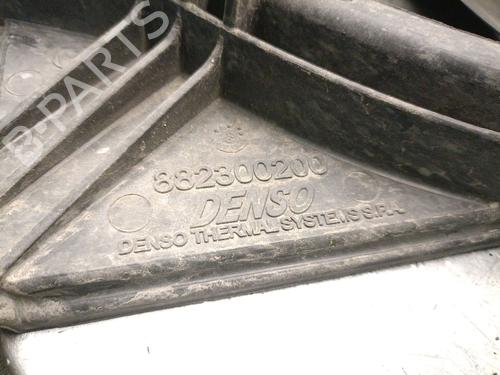 B-PARTS
882300200
DENSO
DENSO THERMAL SYSTEMS S.P.A.